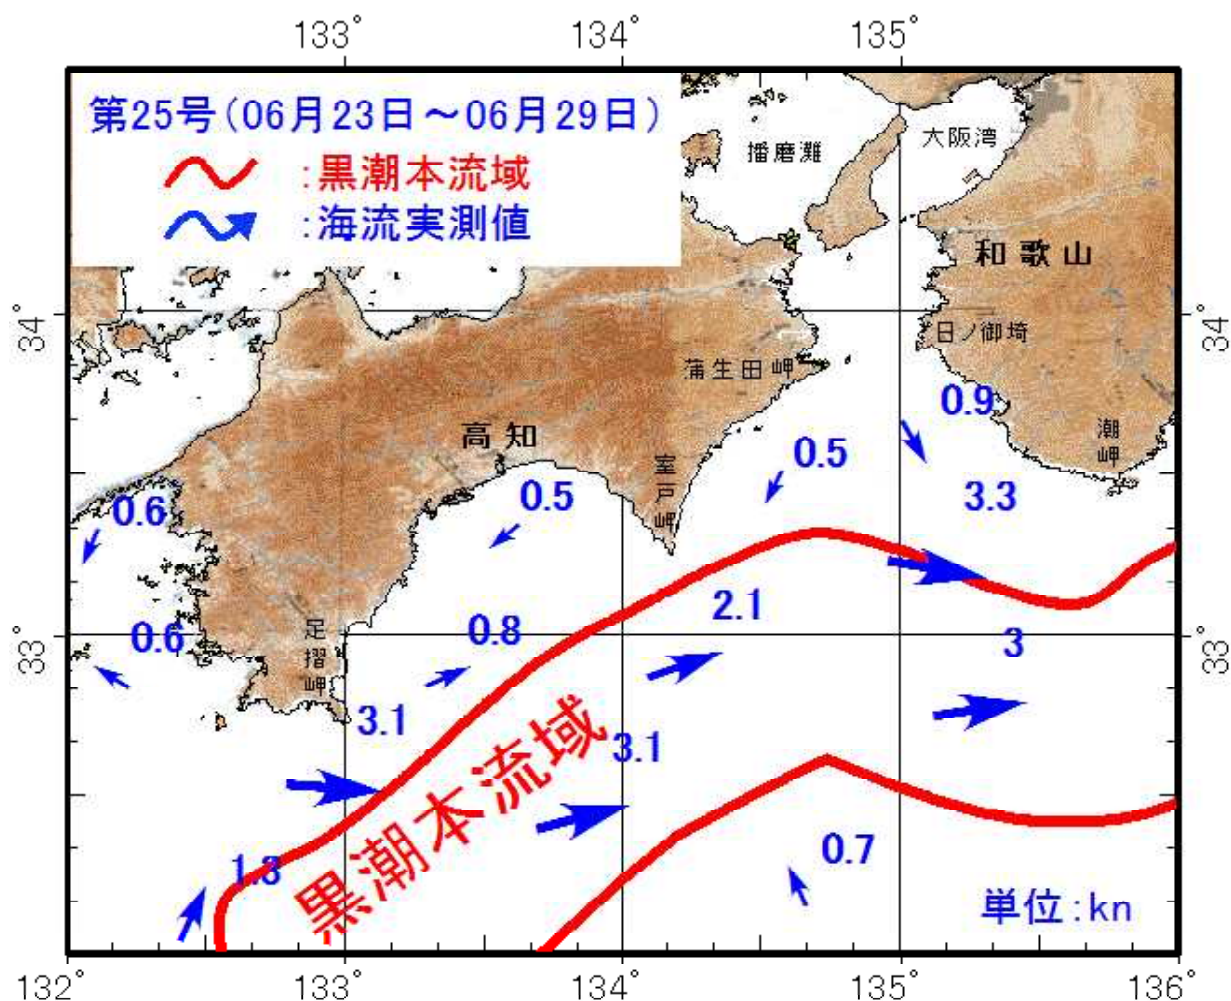 133° 134° 135°
第25号(06月23日～06月29日)
:黒潮本流域
:海流実測値
播磨灘
大阪湾
和歌山
34° 34°
日ノ御埼
蒲生田岬
0.9
高知
潮岬
室戸岬
0.5
3.3
0.6
0.5
2.1
0.6
足摺岬
0.8
3
33° 33°
3.1
3.1
黒潮本流域
1.3
0.7
単位:kn
132° 133° 134° 135° 136°